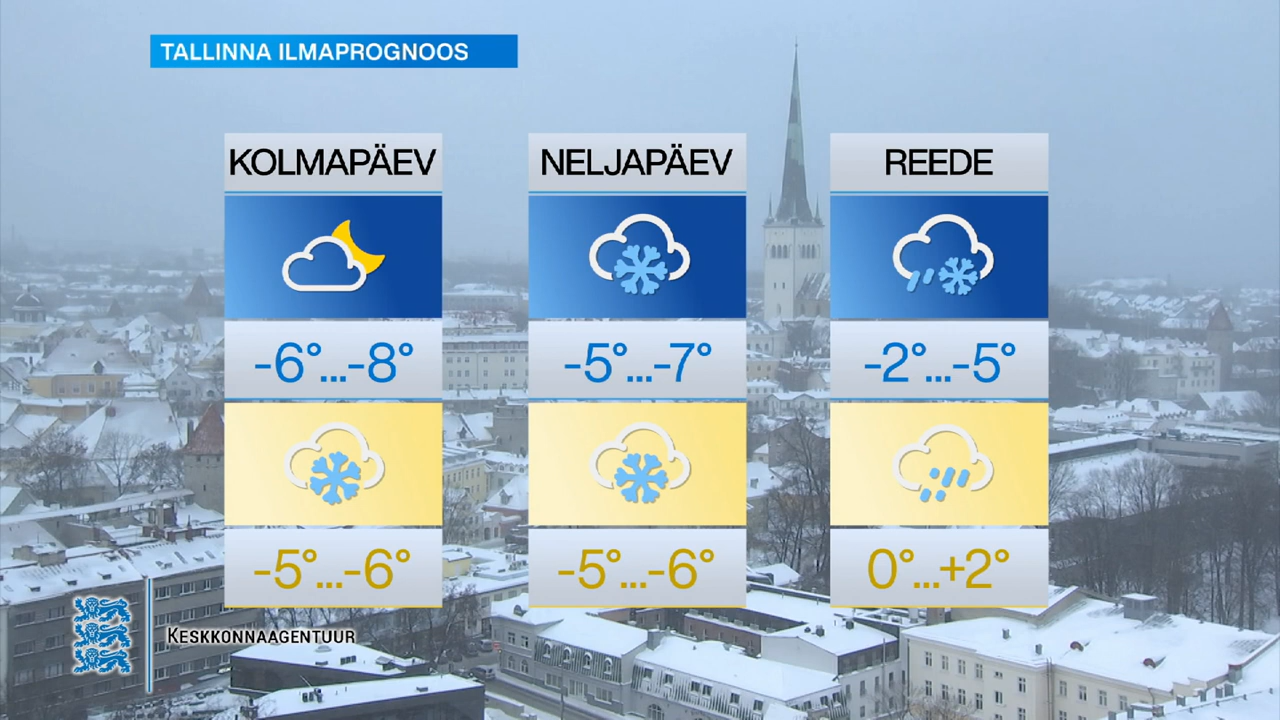 TALLINNA ILMAPROGNOOS
KOLMAPÄEV
-6°...-8°
-5°...-6°
NELJAPÄEV
-5°...-7°
-5°...-6°
REEDE
-2°...-5°
0°...+2°
KESKKONNAAGENTUUR